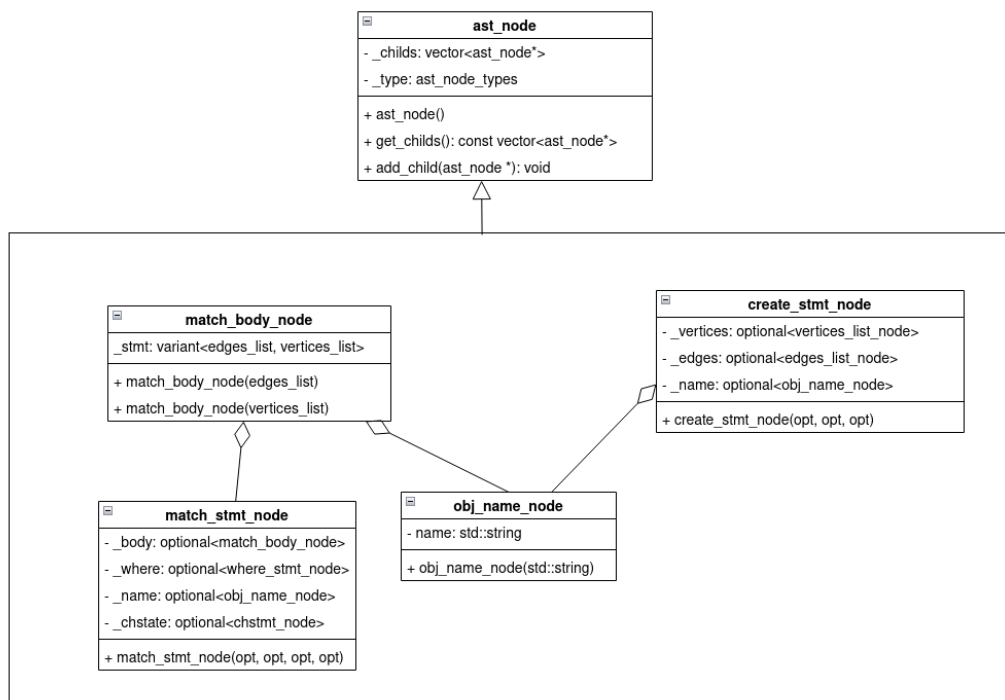 ast_node
- _childs: vector<ast_node*>
- _type: ast_node_types
+ ast_node()
+ get_childs(): const vector<ast_node*>
+ add_child(ast_node *): void
match_body_node
_stmt: variant<edges_list, vertices_list>
+ match_body_node(edges_list)
+ match_body_node(vertices_list)
create_stmt_node
- _vertices: optional<vertices_list_node>
- _edges: optional<edges_list_node>
- _name: optional<obj_name_node>
+ create_stmt_node(opt, opt, opt)
match_stmt_node
- _body: optional<match_body_node>
- _where: optional<where_stmt_node>
- _name: optional<obj_name_node>
- _chstate: optional<chstmt_node>
+ match_stmt_node(opt, opt, opt, opt)
obj_name_node
- name: std::string
+ obj_name_node(std::string)